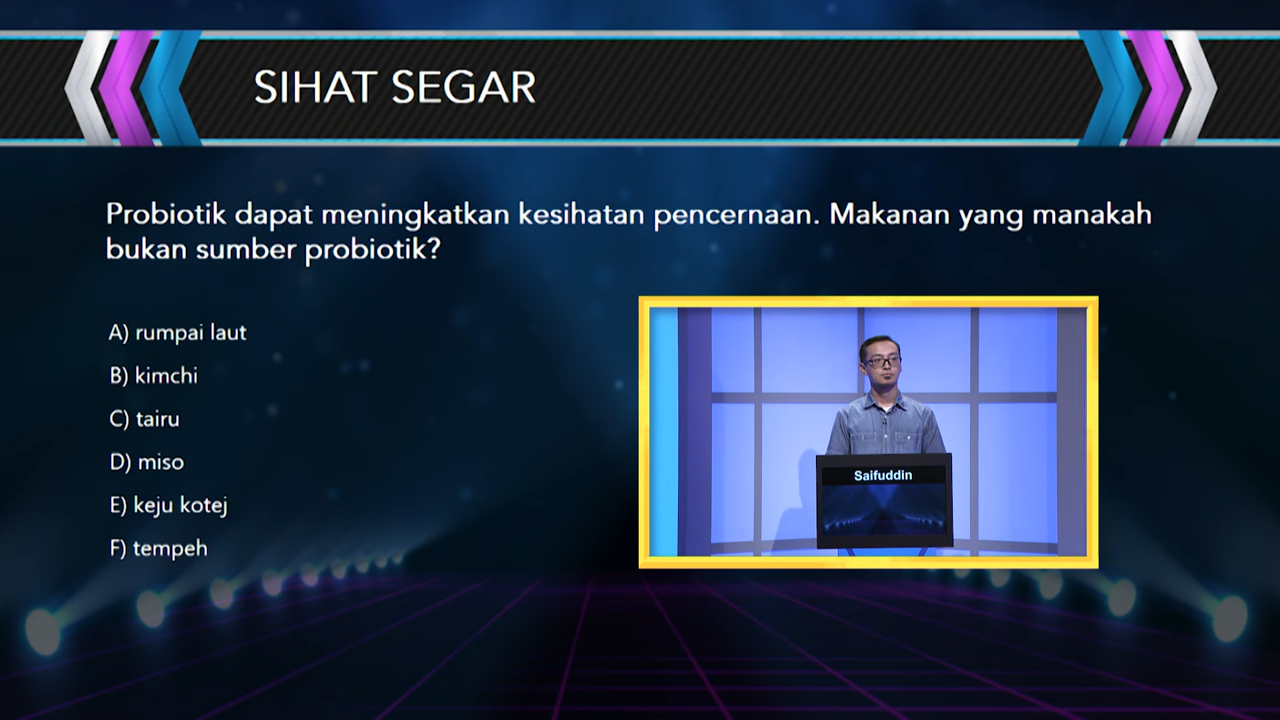 SIHAT SEGAR
Probiotik dapat meningkatkan kesihatan pencernaan. Makanan yang manakah
bukan sumber probiotik?
A) rumpai laut
B) kimchi
C) tairu
D) miso
E) keju kotej
F) tempeh
Saifuddin